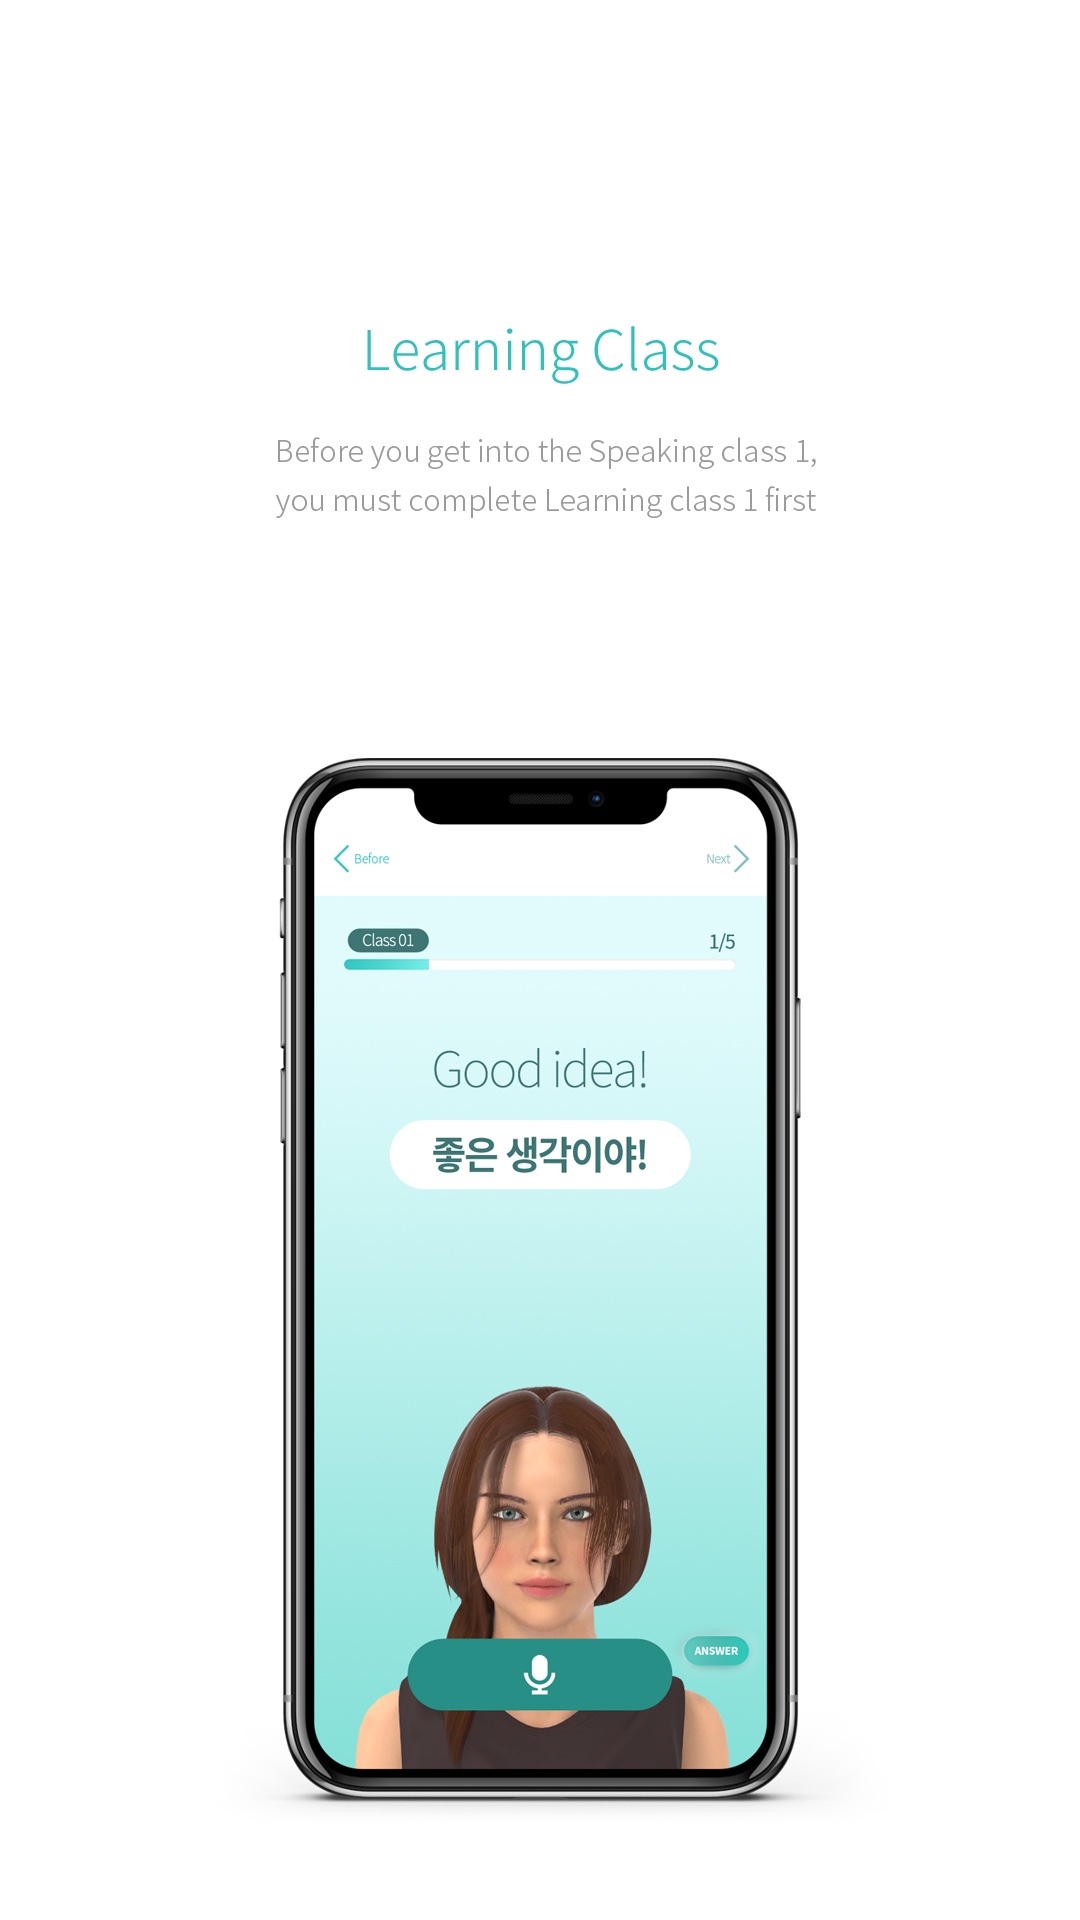 Learning Class
Before you get into the Speaking class 1,
you must complete Learning class 1 first
Before
Next
Class 01
1/5
Good idea!
좋은 생각이야!
ANSWER